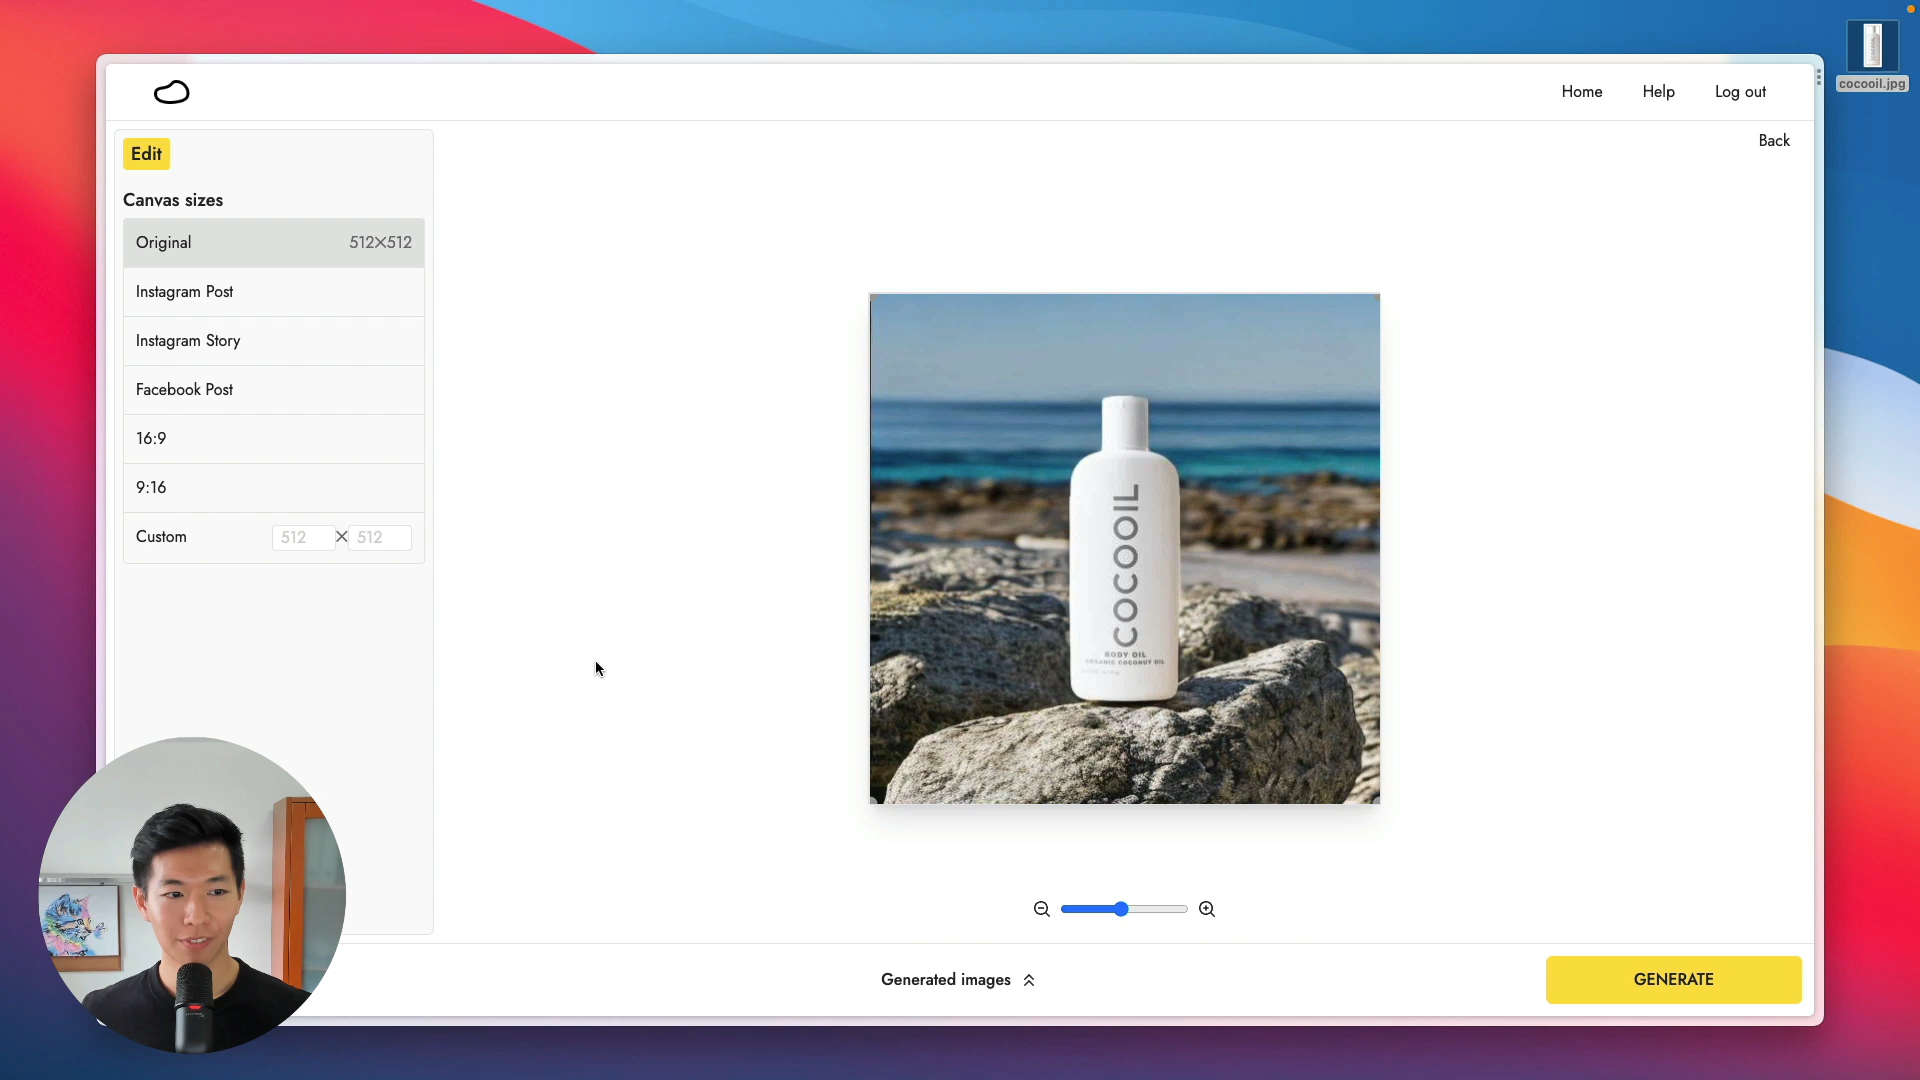 cocooil.jpg
Home
Help
Log out
Back
Edit
Canvas sizes
Original 512×512
Instagram Post
Instagram Story
Facebook Post
16:9
9:16
Custom 512 × 512
COCOOIL
BODY OIL
ORGANIC COCONUT OIL
Generated images
GENERATE